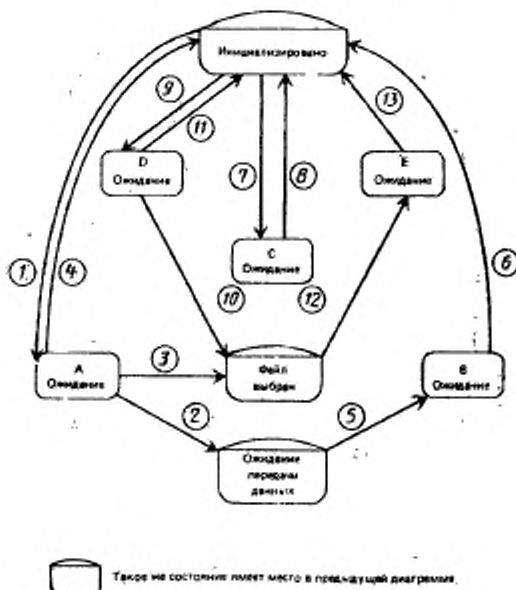 Инициализировано
9
11
13
D
Ожидание
E
Ожидание
7
8
C
Ожидание
1
4
6
10
12
3
A
Ожидание
Файл
выбран
B
Ожидание
2
5
Ожидание
передачи
данных
Такое же состояние имеет место в предыдущей диаграмме.